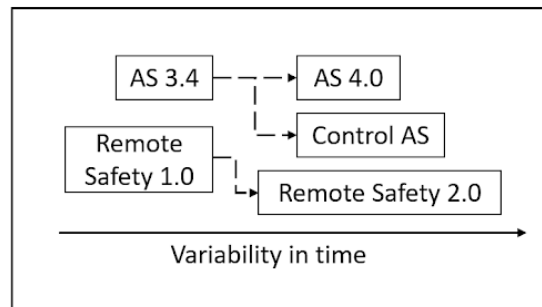 AS 3.4
AS 4.0
Control AS
Remote
Safety 1.0
Remote Safety 2.0
Variability in time